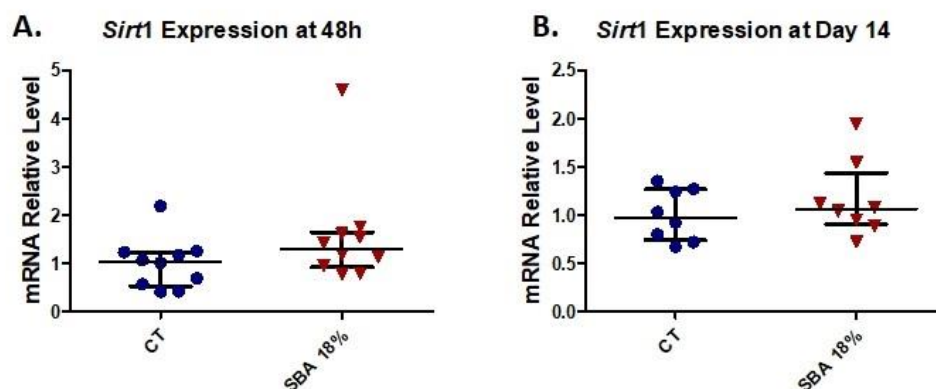 A. Sirt1 Expression at 48h
mRNA Relative Level
5
4
3
2
1
0
CT
SBA 18%
B. Sirt1 Expression at Day 14
mRNA Relative Level
2.5
2.0
1.5
1.0
0.5
0.0
CT
SBA 18%